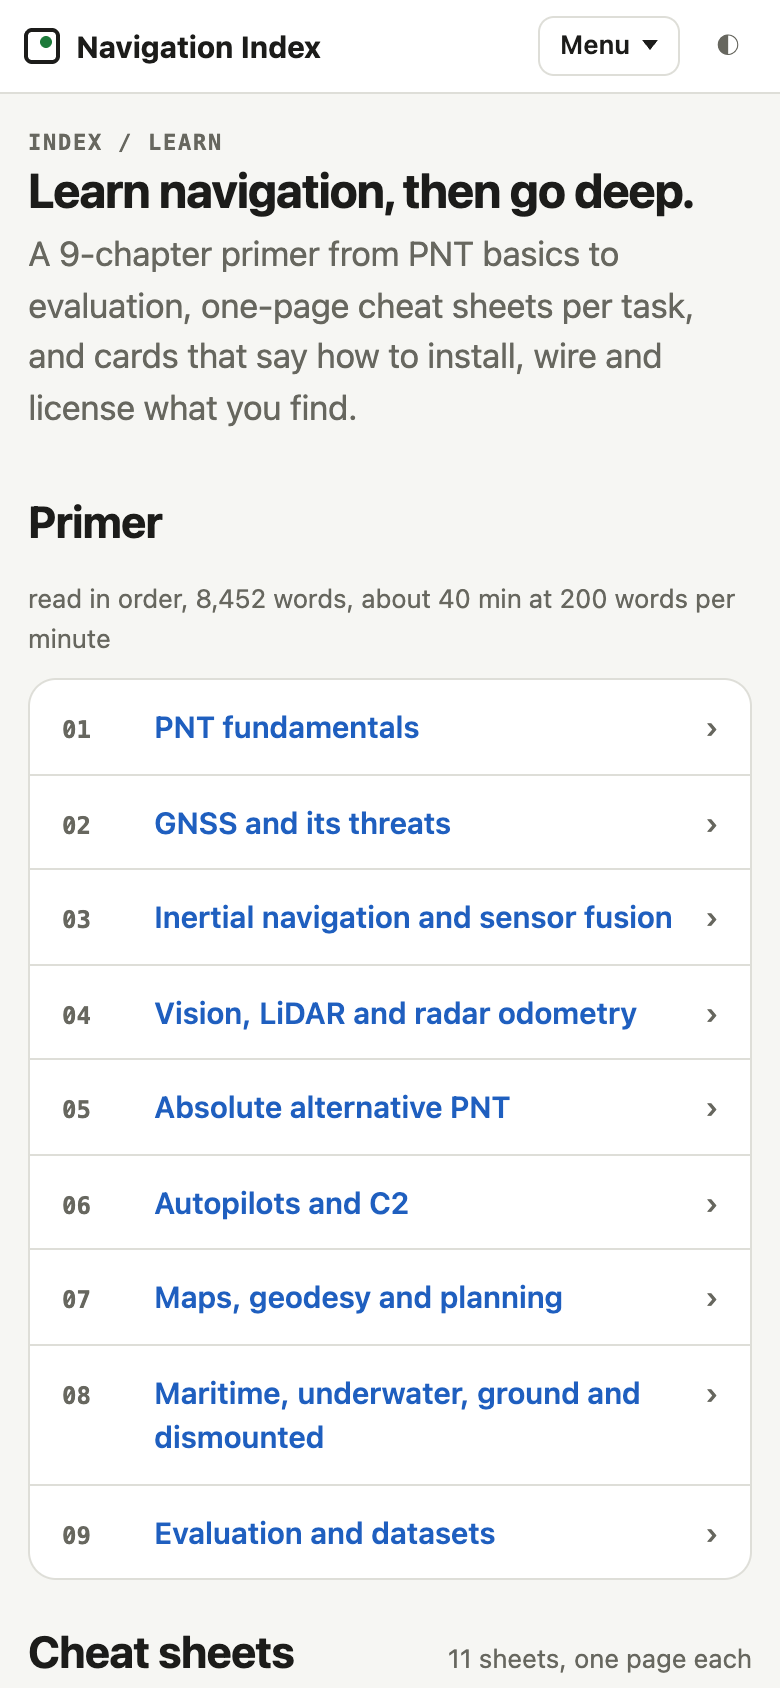 Navigation Index
Menu
INDEX / LEARN
Learn navigation, then go deep.
A 9-chapter primer from PNT basics to
evaluation, one-page cheat sheets per task,
and cards that say how to install, wire and
license what you find.
Primer
read in order, 8,452 words, about 40 min at 200 words per
minute
01 PNT fundamentals ›
02 GNSS and its threats ›
03 Inertial navigation and sensor fusion ›
04 Vision, LiDAR and radar odometry ›
05 Absolute alternative PNT ›
06 Autopilots and C2 ›
07 Maps, geodesy and planning ›
08 Maritime, underwater, ground and ›
dismounted
09 Evaluation and datasets ›
Cheat sheets 11 sheets, one page each